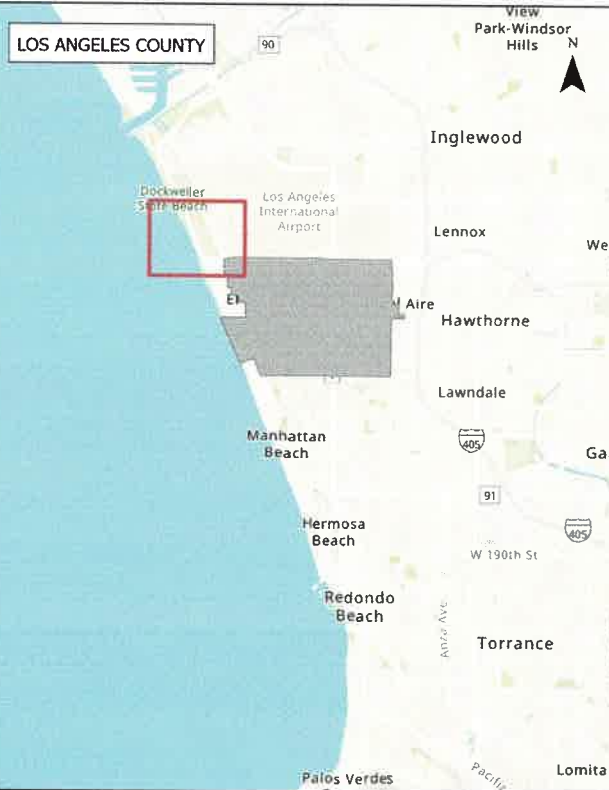 View
Park-Windsor
Hills
N
LOS ANGELES COUNTY
90
Inglewood
Dockweiler
State Beach
Los Angeles
International
Airport
Lennox
We
El
Aire
Hawthorne
Lawndale
Manhattan
Beach
405
Ga
91
Hermosa
Beach
405
W 190th St
Redondo
Beach
Anza Ave
Torrance
Palos Verdes
Pacific
Lomita